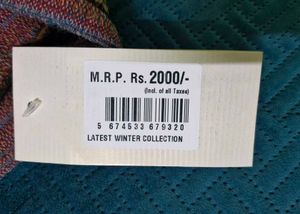 M.R.P. Rs. 2000/-
(Incl. of all Taxes)
5 674533 679320
LATEST WINTER COLLECTION